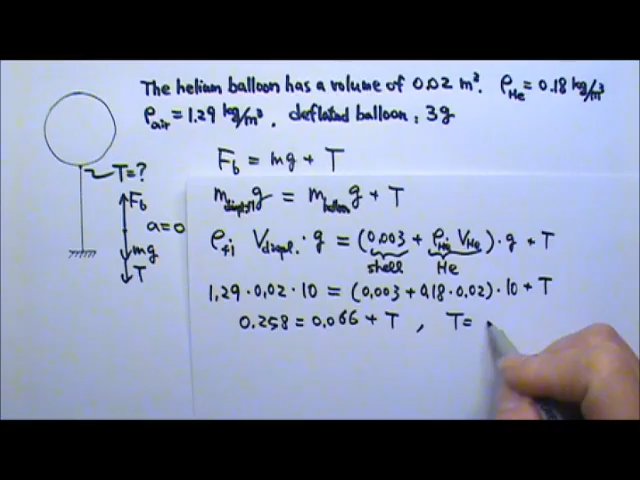 The helium balloon has a volume of 0.02 m³. ρHe = 0.18 kg/m³
ρair = 1.29 kg/m³, deflated balloon: 3g
T=?
Fb
a=0
mg
T
Fb = mg + T
mdispl.fl g = mballoon g + T
ρfl Vdispl. · g = (0.003 + ρHe VHe) · g + T
shell He
1.29 · 0.02 · 10 = (0.003 + 0.18 · 0.02) · 10 + T
0.258 = 0.066 + T , T=